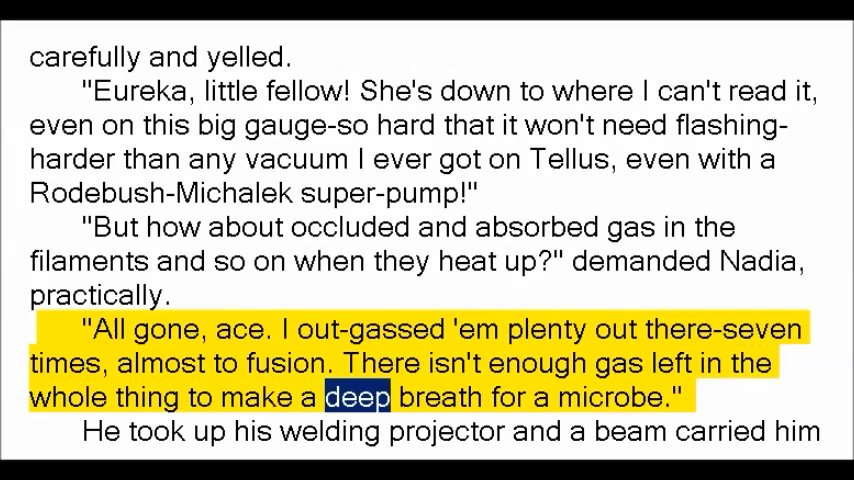 carefully and yelled.
"Eureka, little fellow! She's down to where I can't read it,
even on this big gauge-so hard that it won't need flashing-
harder than any vacuum I ever got on Tellus, even with a
Rodebush-Michalek super-pump!"
"But how about occluded and absorbed gas in the
filaments and so on when they heat up?" demanded Nadia,
practically.
"All gone, ace. I out-gassed 'em plenty out there-seven
times, almost to fusion. There isn't enough gas left in the
whole thing to make a deep breath for a microbe."
He took up his welding projector and a beam carried him